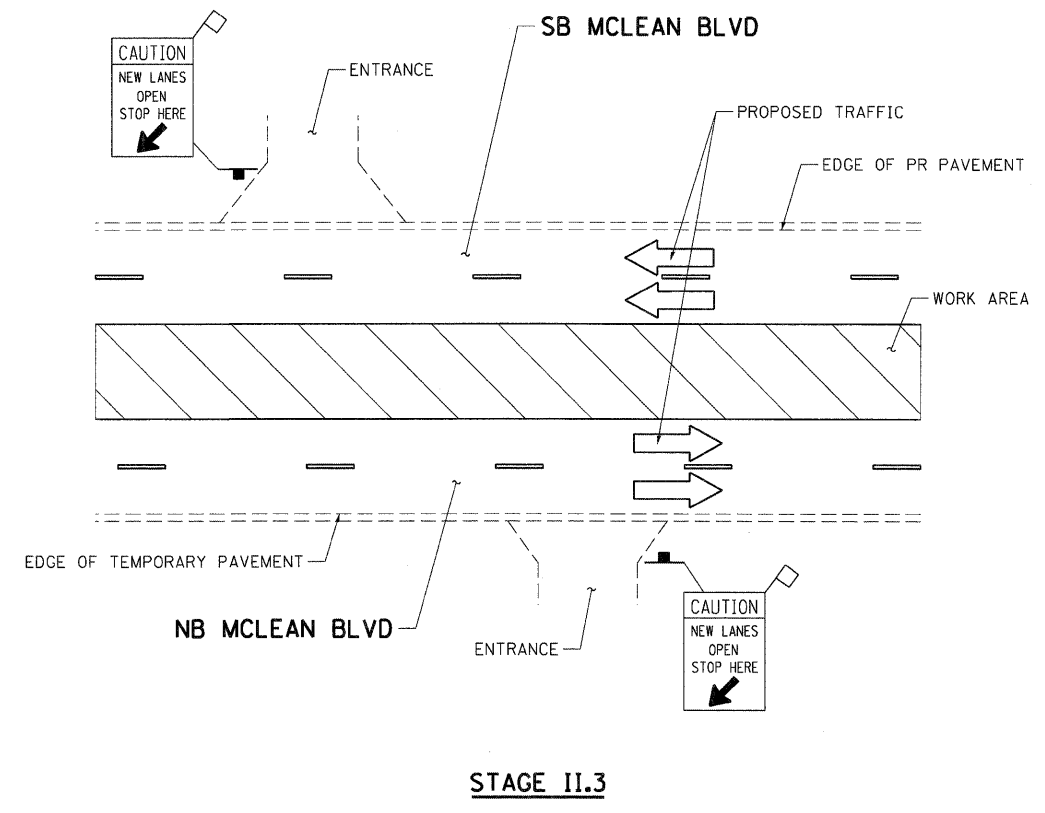 SB MCLEAN BLVD
CAUTION
NEW LANES
OPEN
STOP HERE
ENTRANCE
PROPOSED TRAFFIC
EDGE OF PR PAVEMENT
WORK AREA
EDGE OF TEMPORARY PAVEMENT
NB MCLEAN BLVD
ENTRANCE
CAUTION
NEW LANES
OPEN
STOP HERE
STAGE II.3